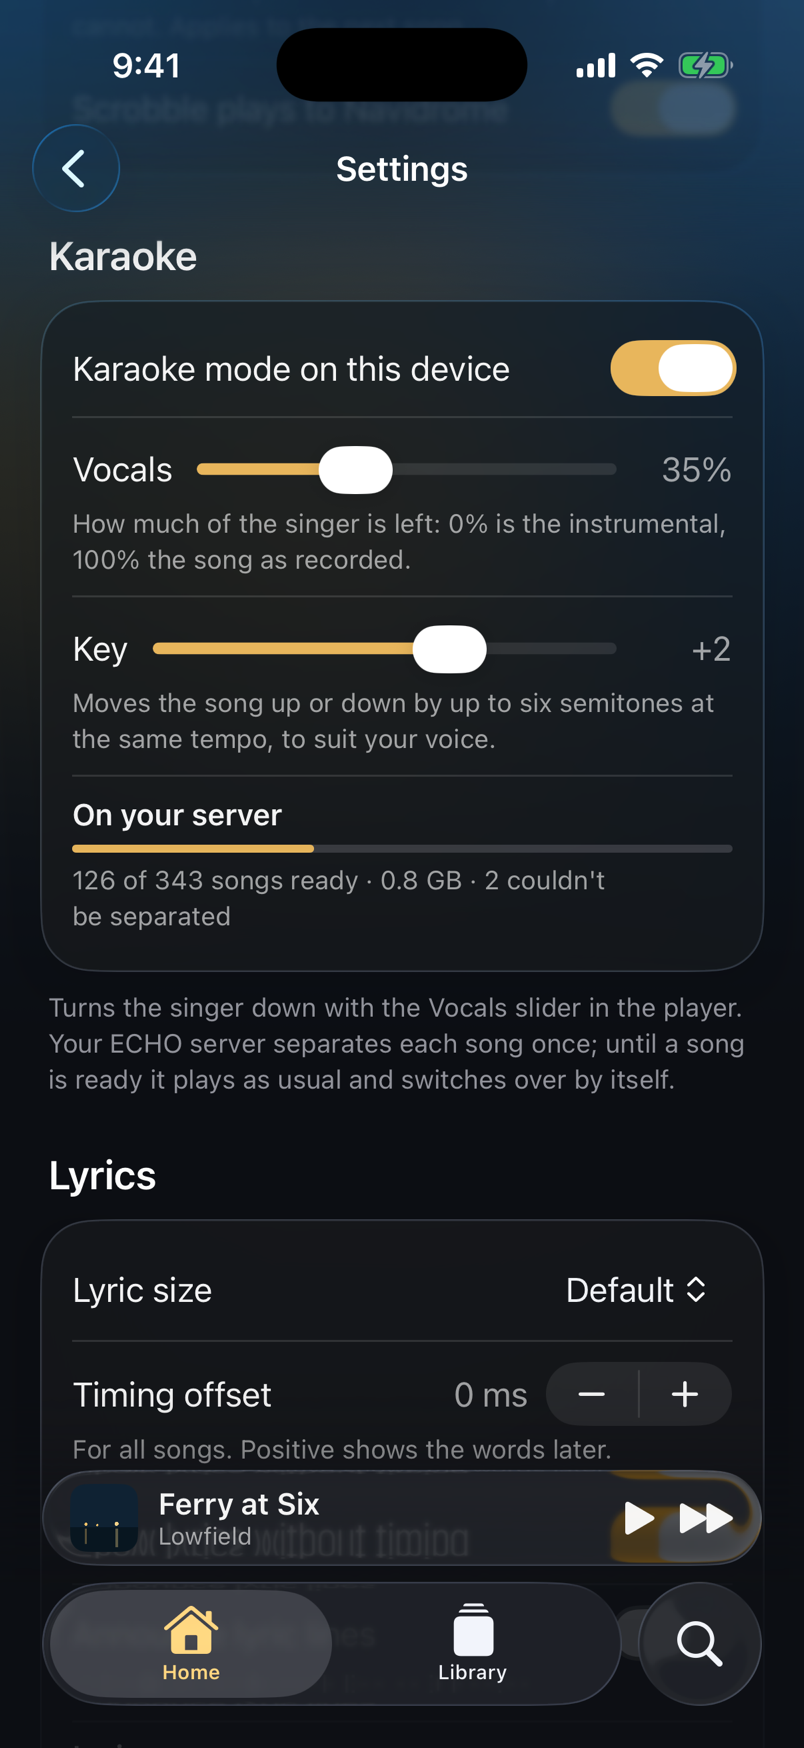 9:41
Scrobble plays to Navidrome
Settings
Karaoke
Karaoke mode on this device
Vocals 35%
How much of the singer is left: 0% is the instrumental,
100% the song as recorded.
Key +2
Moves the song up or down by up to six semitones at
the same tempo, to suit your voice.
On your server
126 of 343 songs ready · 0.8 GB · 2 couldn't
be separated
Turns the singer down with the Vocals slider in the player.
Your ECHO server separates each song once; until a song
is ready it plays as usual and switches over by itself.
Lyrics
Lyric size Default
Timing offset 0 ms − +
For all songs. Positive shows the words later.
Ferry at Six
Lowfield
without timing
Home Library